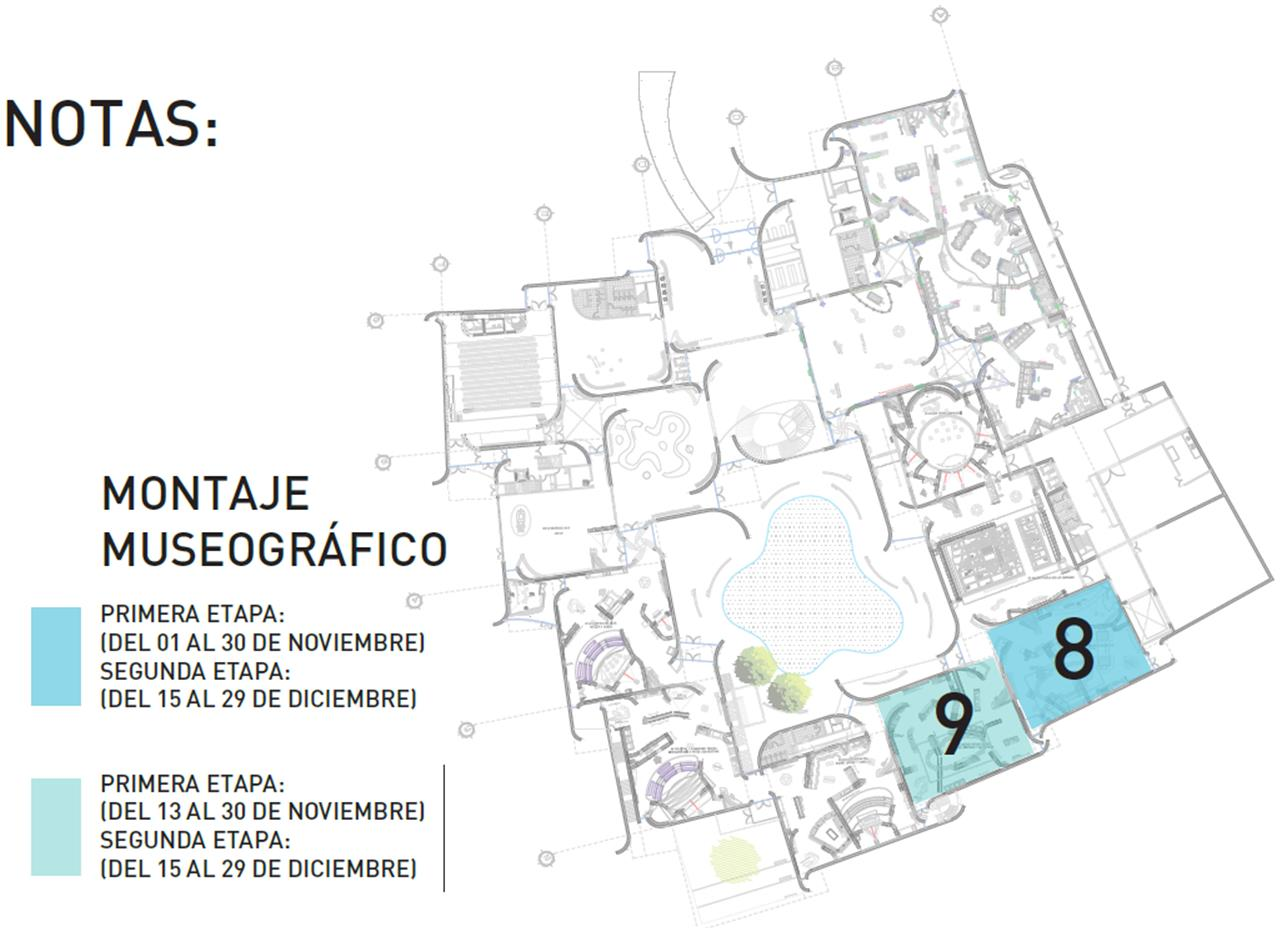 NOTAS:
MONTAJE
MUSEOGRÁFICO
PRIMERA ETAPA:
(DEL 01 AL 30 DE NOVIEMBRE)
SEGUNDA ETAPA:
(DEL 15 AL 29 DE DICIEMBRE)
PRIMERA ETAPA:
(DEL 13 AL 30 DE NOVIEMBRE)
SEGUNDA ETAPA:
(DEL 15 AL 29 DE DICIEMBRE)
8
9